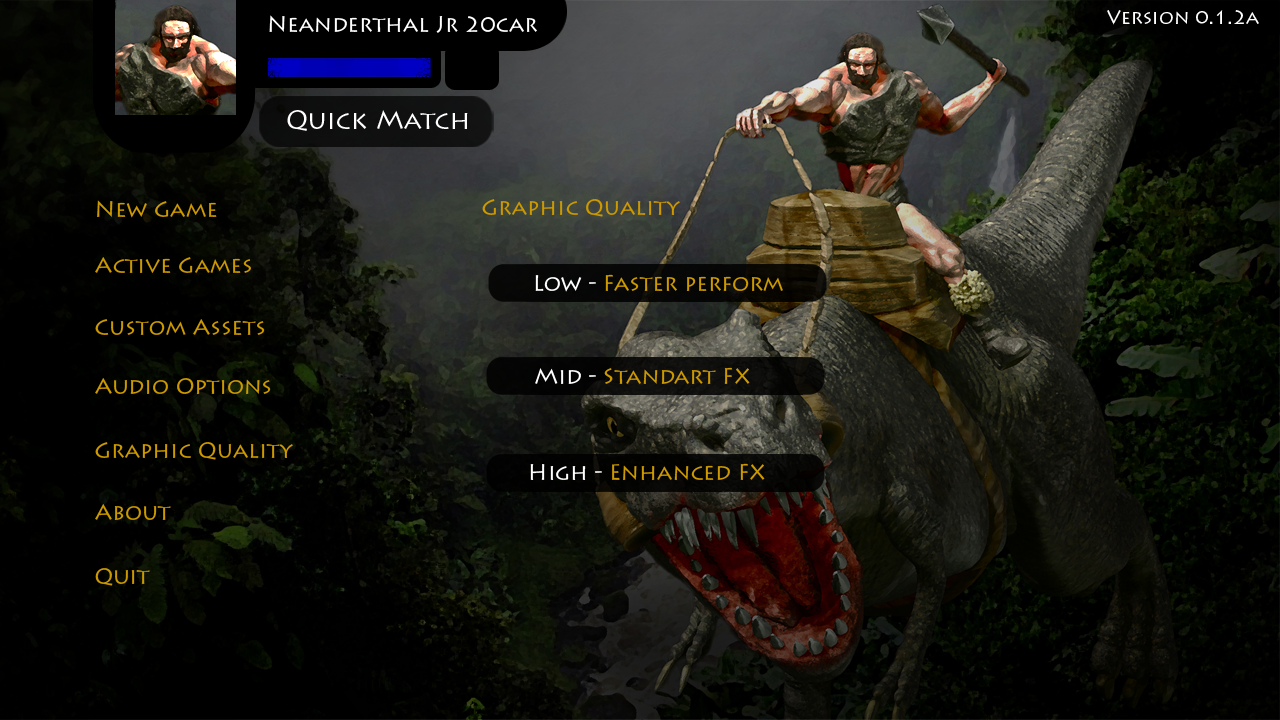 Neanderthal Jr 20car
Version 0.1.2a
Quick Match
New Game
Active Games
Custom Assets
Audio Options
Graphic Quality
About
Quit
Graphic Quality
Low - Faster perform
Mid - Standart FX
High - Enhanced FX